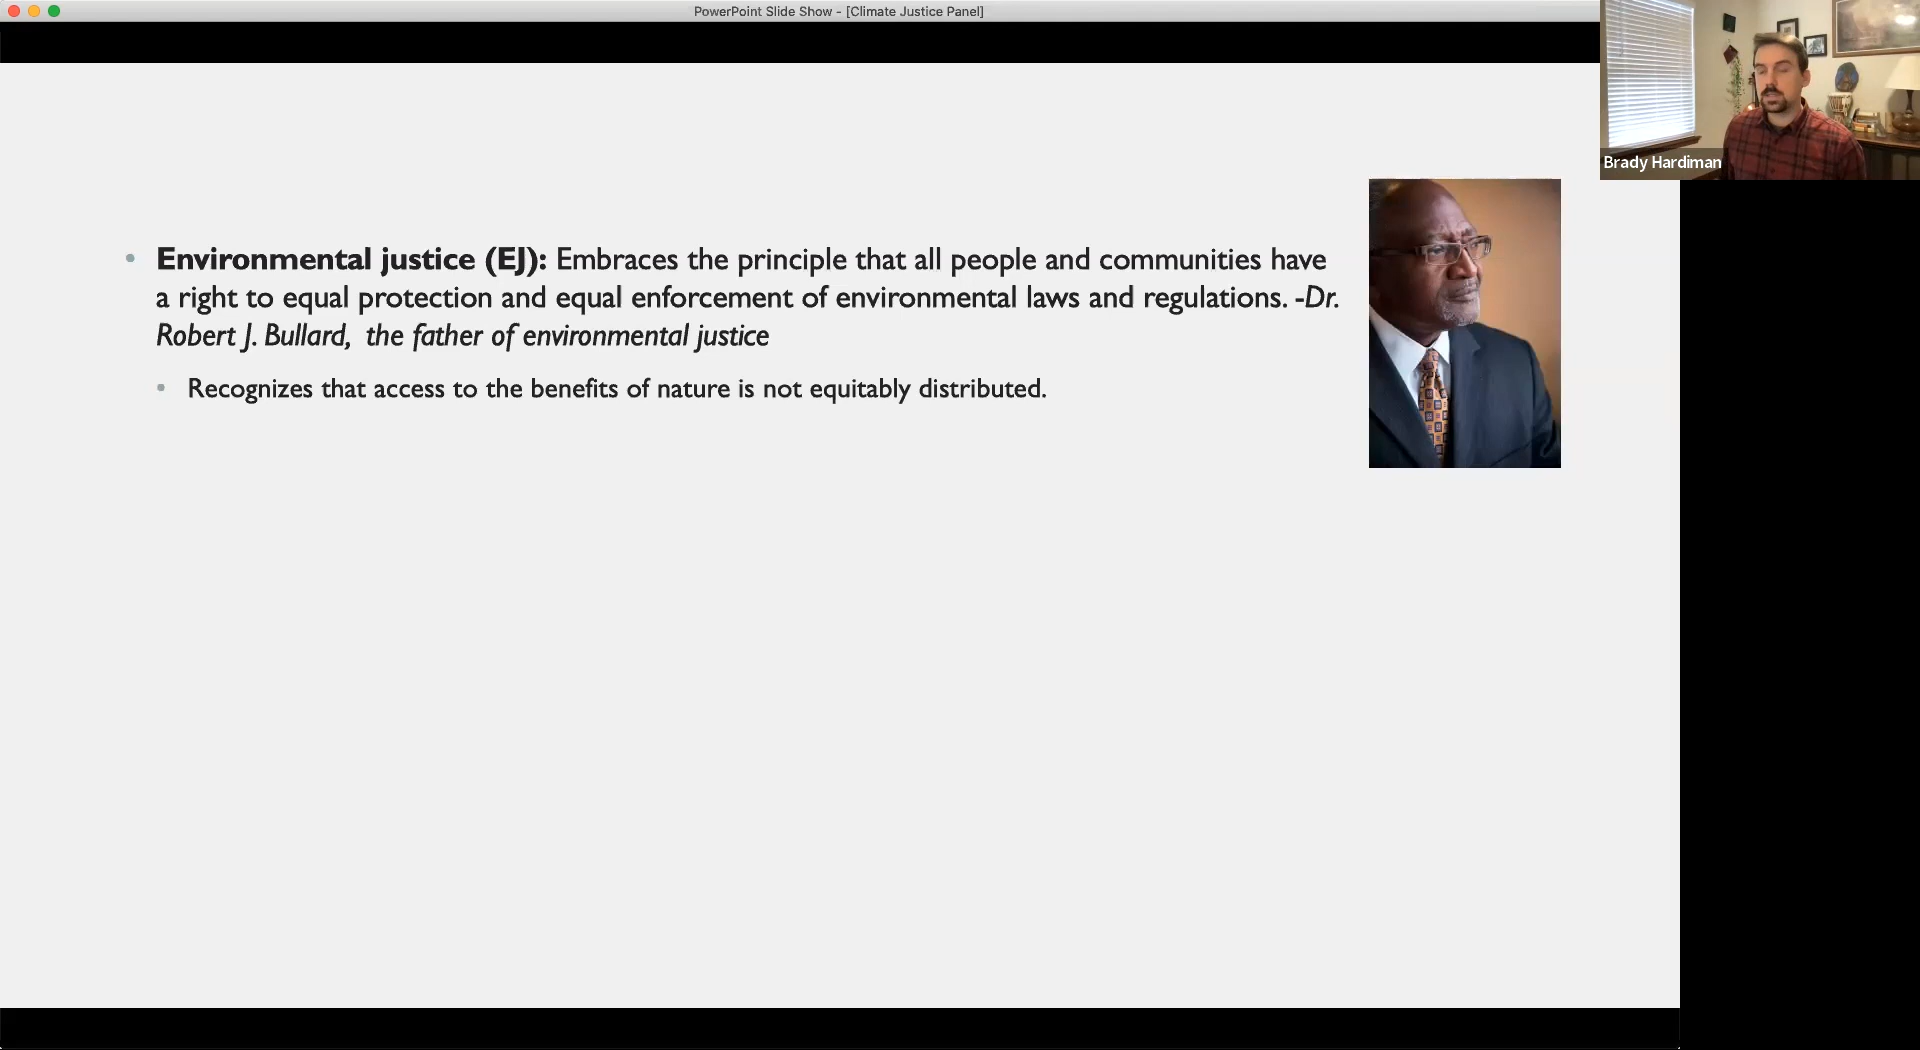 PowerPoint Slide Show - [Climate Justice Panel]
Brady Hardiman
• Environmental justice (EJ): Embraces the principle that all people and communities have
a right to equal protection and equal enforcement of environmental laws and regulations. -Dr.
Robert J. Bullard,  the father of environmental justice
• Recognizes that access to the benefits of nature is not equitably distributed.